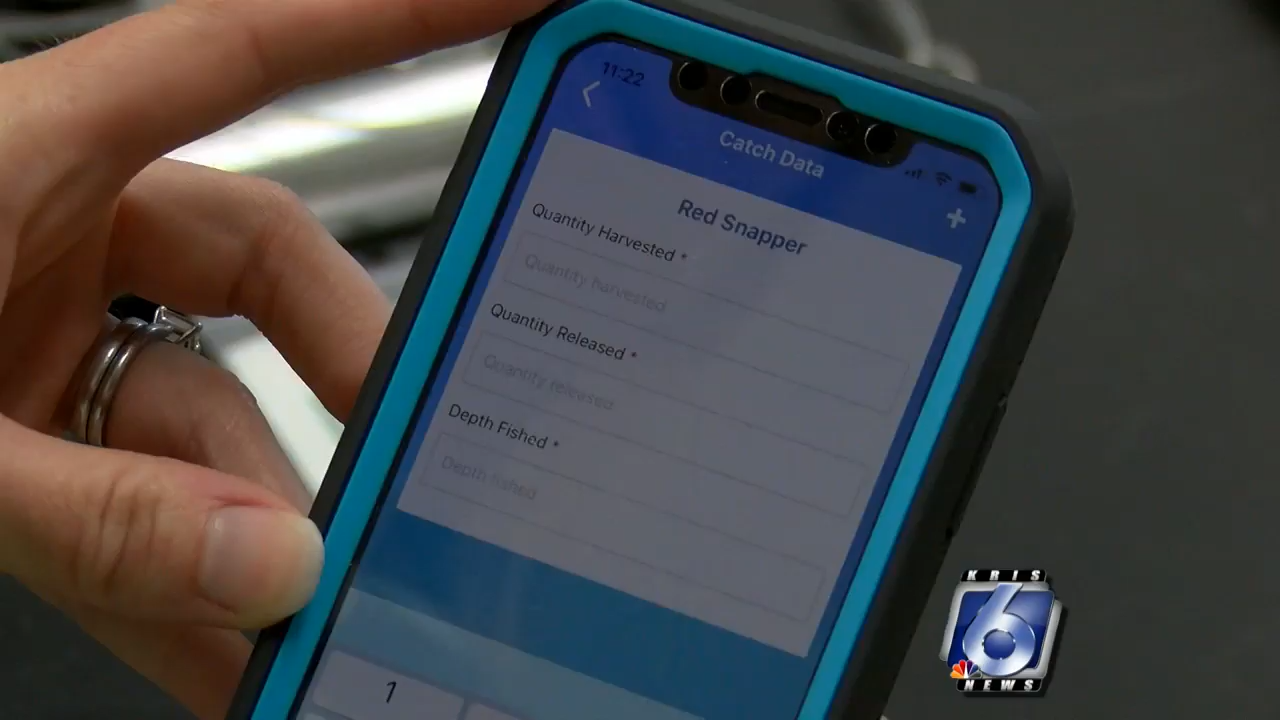 11:22
Catch Data
Red Snapper
Quantity Harvested *
Quantity harvested
Quantity Released *
Quantity released
Depth Fished *
Depth fished
1
KRIS
6
NEWS